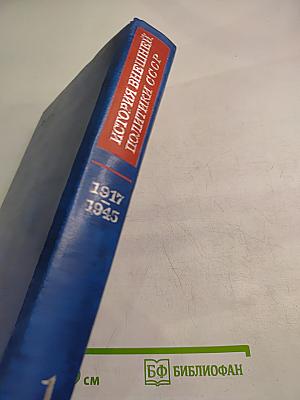 ИСТОРИЯ ВНЕШНЕЙ
ПОЛИТИКИ СССР
1917
1945
1
см
БФ БИБЛИОФАН